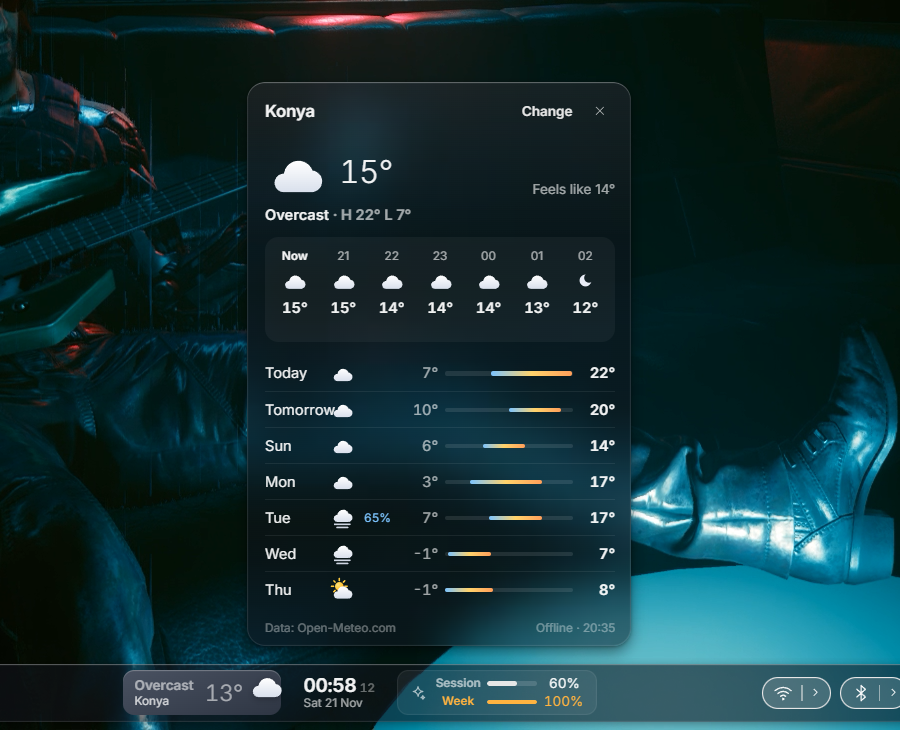 Konya Change
15°
Feels like 14°
Overcast · H 22° L 7°
Now 21 22 23 00 01 02
15° 15° 14° 14° 14° 13° 12°
Today 7° 22°
Tomorrow 10° 20°
Sun 6° 14°
Mon 3° 17°
Tue 65% 7° 17°
Wed -1° 7°
Thu -1° 8°
Data: Open-Meteo.com Offline · 20:35
Overcast
Konya
13°
00:58 12
Sat 21 Nov
Session 60%
Week 100%